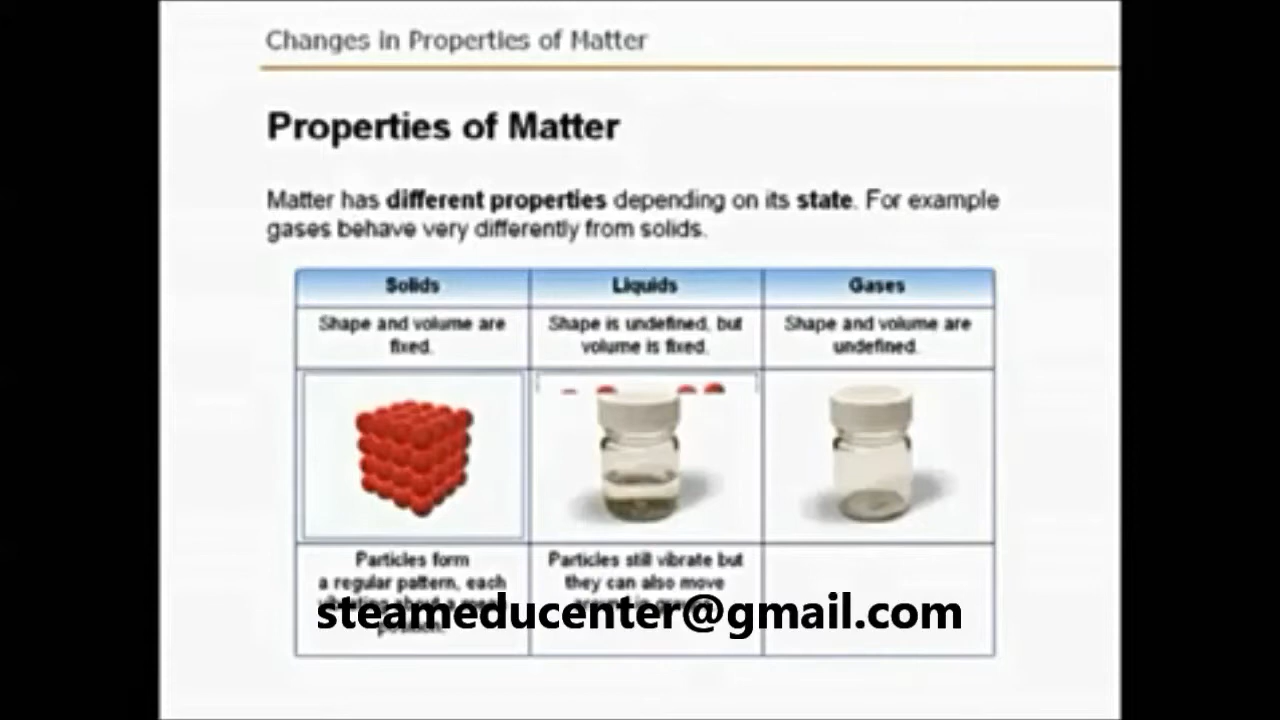 Changes in Properties of Matter
Properties of Matter
Matter has different properties depending on its state. For example
gases behave very differently from solids.
Solids
Liquids
Gases
Shape and volume are
fixed.
Shape is undefined, but
volume is fixed.
Shape and volume are
undefined.
Particles form
a regular pattern, each
position.
Particles still vibrate but
they can also move
steameducenter@gmail.com